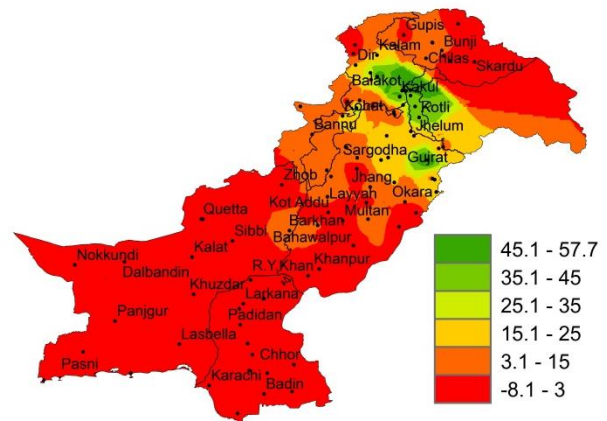 Gupis
Kalam
Bunji
Dir
Chilas
Skardu
Balakot
Kakul
Kohat
Kotli
Bannu
Jhelum
Sargodha
Gujrat
Zhob
Jhang
Layyah
Okara
Kot Addu
Quetta
Multan
Barkhan
Sibbi
Bahawalpur
Kalat
Nokkundi
Dalbandin
R.Y.Khan
Khanpur
Khuzdar
Larkana
Panjgur
Padidan
Lasbella
Pasni
Chhor
Karachi
Badin
45.1 - 57.7
35.1 - 45
25.1 - 35
15.1 - 25
3.1 - 15
-8.1 - 3